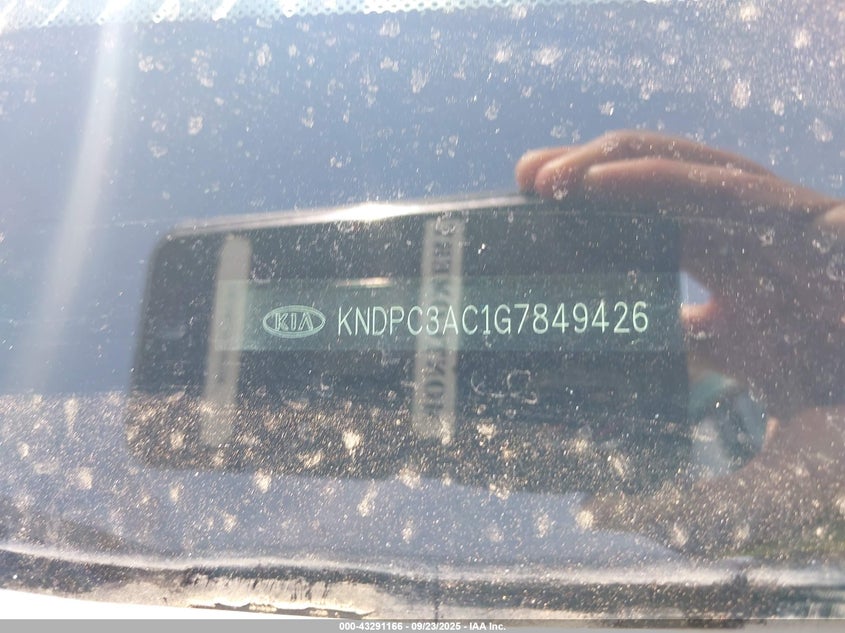 KIA KNDPC3AC1G7849426
000-43291166 - 09/23/2025 - IAA Inc.